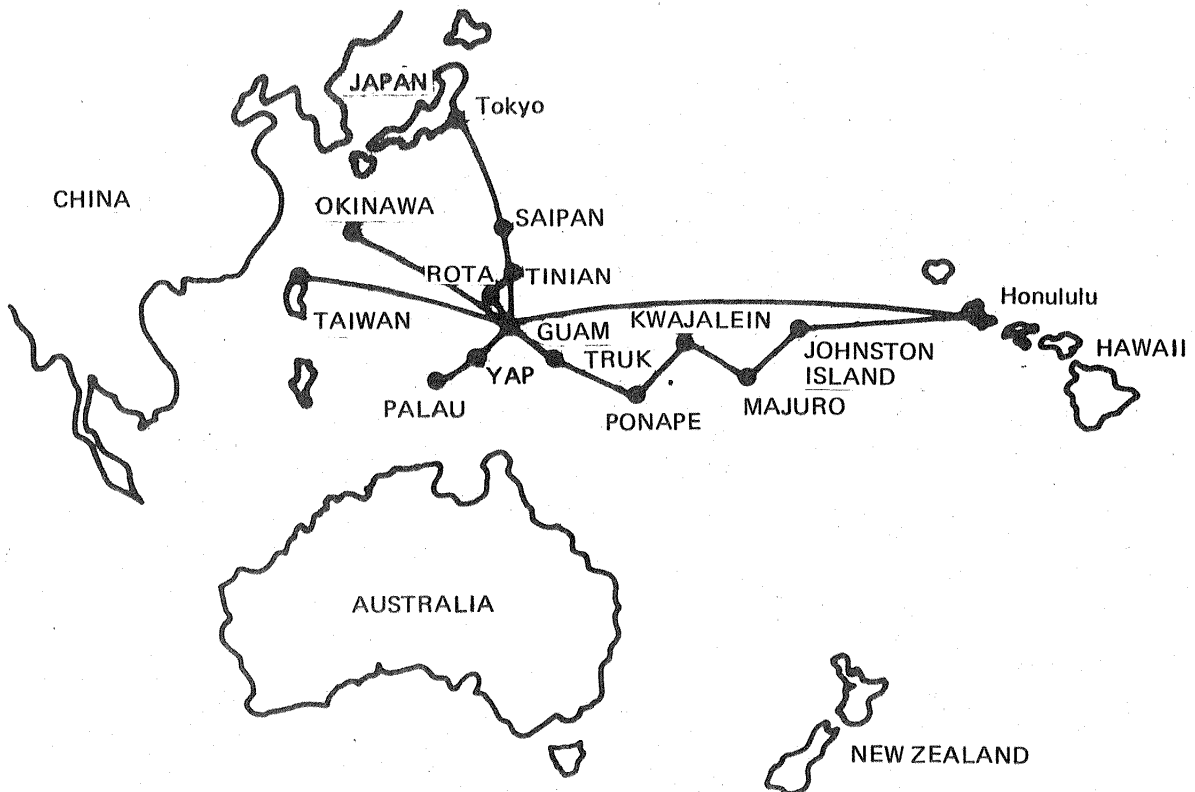 JAPAN
Tokyo
CHINA
OKINAWA
SAIPAN
ROTA
TINIAN
Honululu
TAIWAN
GUAM
KWAJALEIN
HAWAII
YAP
TRUK
JOHNSTON
ISLAND
PALAU
PONAPE
MAJURO
AUSTRALIA
NEW ZEALAND